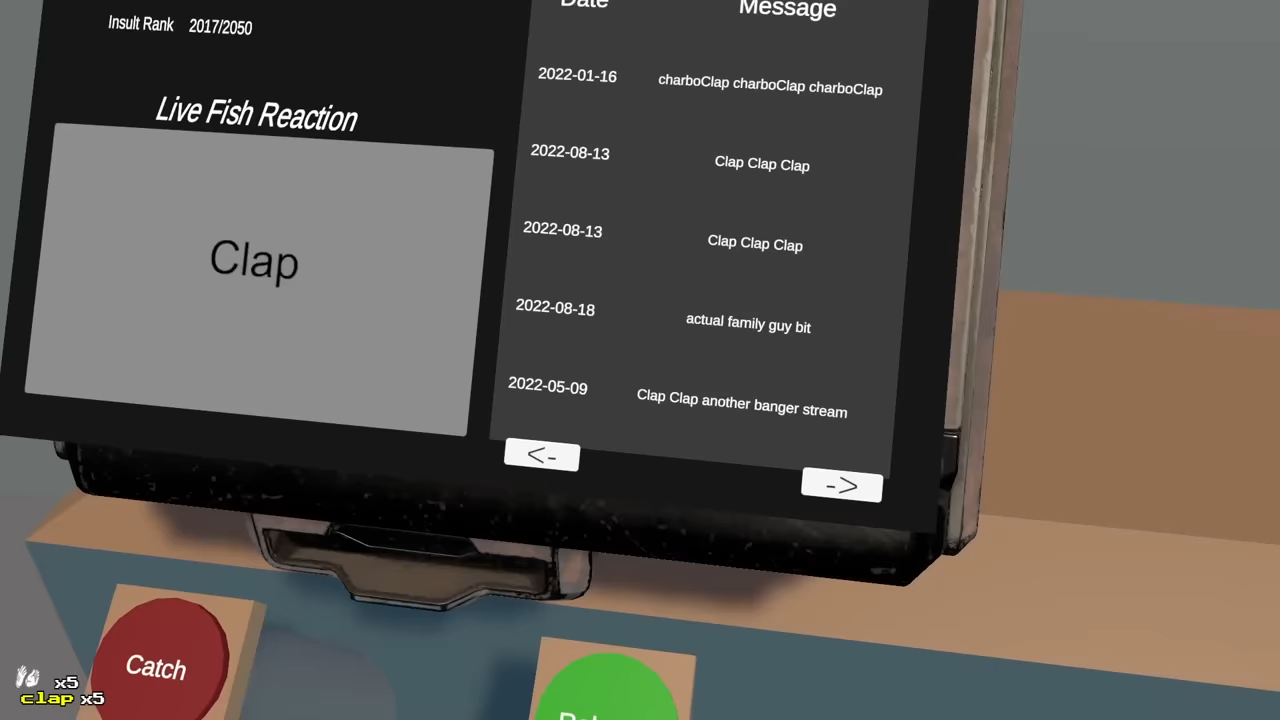 Insult Rank 2017/2050
Live Fish Reaction
Clap
Date Message
2022-01-16 charboClap charboClap charboClap
2022-08-13 Clap Clap Clap
2022-08-13 Clap Clap Clap
2022-08-18 actual family guy bit
2022-05-09 Clap Clap another banger stream
<- ->
Catch
x5
clap x5